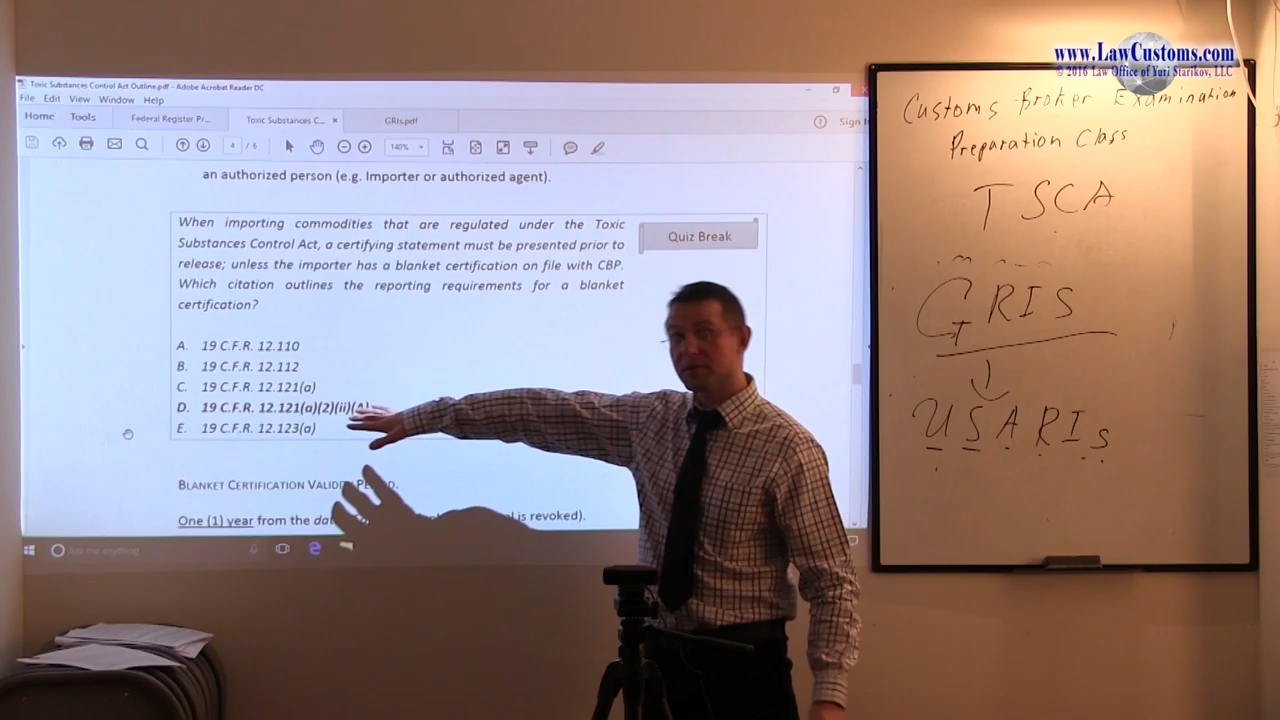 www.LawCustoms.com
© 2016 Law Office of Yuri Starikov, LLC
Toxic Substances Control Act Outline.pdf - Adobe Acrobat Reader DC
File Edit View Window Help
Home Tools Federal Register Pr... Toxic Substances C... × GRIs.pdf Sign
4 / 6 140%
an authorized person (e.g. Importer or authorized agent).
When importing commodities that are regulated under the Toxic
Substances Control Act, a certifying statement must be presented prior to
release; unless the importer has a blanket certification on file with CBP.
Which citation outlines the reporting requirements for a blanket
certification?
Quiz Break
A. 19 C.F.R. 12.110
B. 19 C.F.R. 12.112
C. 19 C.F.R. 12.121(a)
D. 19 C.F.R. 12.121(a)(2)(ii)(A)
E. 19 C.F.R. 12.123(a)
BLANKET CERTIFICATION VALIDITY PERIOD.
One (1) year from the is revoked).
Ask me anything
Customs Broker Examination
Preparation Class
TSCA
GRIS
USARIs